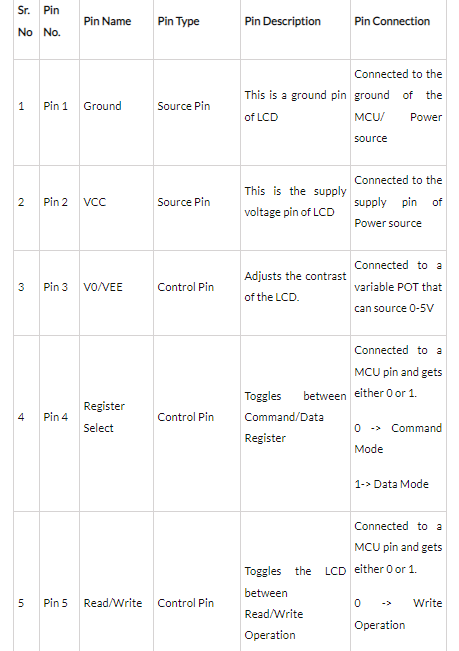 Sr. No
Pin No.
Pin Name
Pin Type
Pin Description
Pin Connection
1
Pin 1
Ground
Source Pin
This is a ground pin
of LCD
Connected to the
ground of the
MCU/ Power
source
2
Pin 2
VCC
Source Pin
This is the supply
voltage pin of LCD
Connected to the
supply pin of
Power source
3
Pin 3
V0/VEE
Control Pin
Adjusts the contrast
of the LCD.
Connected to a
variable POT that
can source 0-5V
4
Pin 4
Register
Select
Control Pin
Toggles between
Command/Data
Register
Connected to a
MCU pin and gets
either 0 or 1.
0 -> Command
Mode
1-> Data Mode
5
Pin 5
Read/Write
Control Pin
Toggles the LCD
between
Read/Write
Operation
Connected to a
MCU pin and gets
either 0 or 1.
0 -> Write
Operation